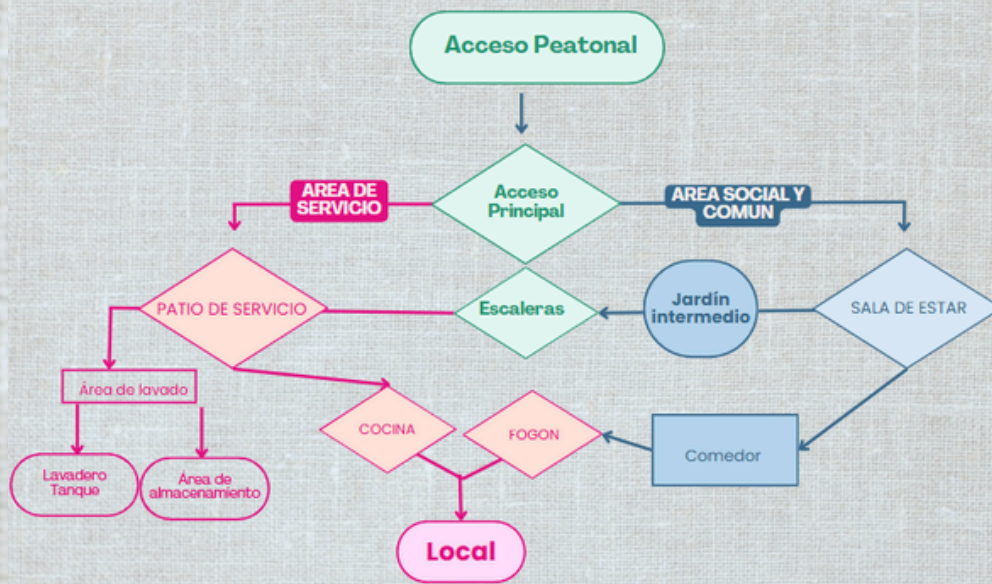 Acceso Peatonal
AREA DE
SERVICIO
Acceso
Principal
AREA SOCIAL Y
COMUN
PATIO DE SERVICIO
Escaleras
Jardín
intermedio
SALA DE ESTAR
Área de lavado
COCINA
FOGON
Comedor
Lavadero
Tanque
Área de
almacenamiento
Local